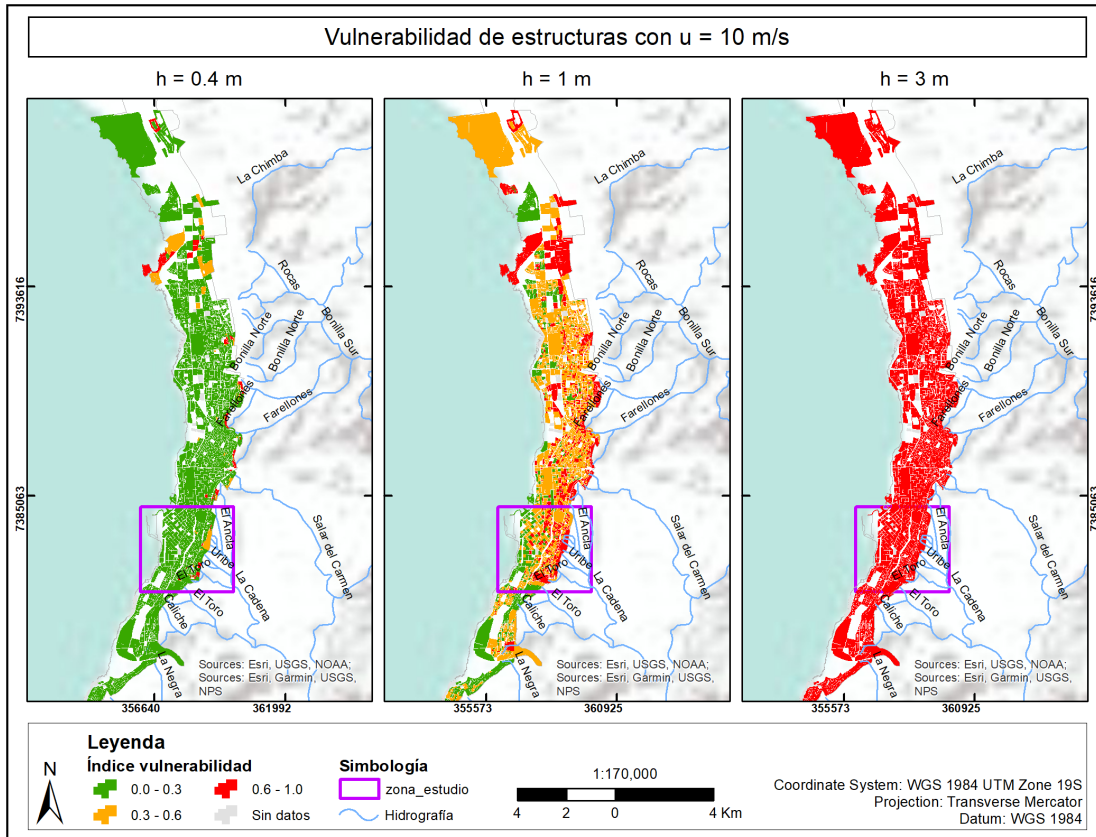 Vulnerabilidad de estructuras con u = 10 m/s
h = 0.4 m
h = 1 m
h = 3 m
La Chimba
Rocas
Bonilla Norte
Bonilla Norte
Bonilla Sur
Farellones
Farellones
El Ancla
Uribe
El Toro
La Cadena
El Toro
Caliche
La Negra
Salar del Carmen
Sources: Esri, USGS, NOAA;
Sources: Esri, Garmin, USGS,
NPS
La Chimba
Rocas
Bonilla Norte
Bonilla Norte
Bonilla Sur
Farellones
Farellones
El Ancla
Uribe
El Toro
La Cadena
El Toro
Caliche
La Negra
Salar del Carmen
Sources: Esri, USGS, NOAA;
Sources: Esri, Garmin, USGS,
NPS
La Chimba
Rocas
Bonilla Norte
Bonilla Norte
Bonilla Sur
Farellones
Farellones
El Ancla
Uribe
El Toro
La Cadena
El Toro
Caliche
La Negra
Salar del Carmen
Sources: Esri, USGS, NOAA;
Sources: Esri, Garmin, USGS,
NPS
7393616
7385063
7393616
7385063
356640
361992
355573
360925
355573
360925
Leyenda
Índice vulnerabilidad
0.0 - 0.3
0.6 - 1.0
0.3 - 0.6
Sin datos
Simbología
zona_estudio
Hidrografía
N
1:170,000
4 2 0 4 Km
Coordinate System: WGS 1984 UTM Zone 19S
Projection: Transverse Mercator
Datum: WGS 1984